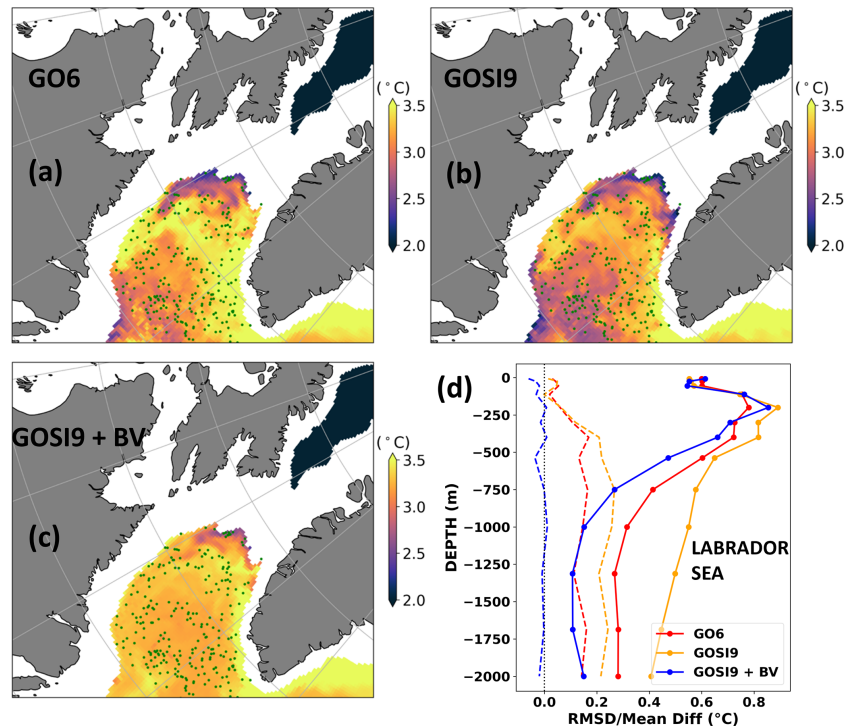 GO6
(a)
(°C)
3.5
3.0
2.5
2.0
GOSI9
(b)
(°C)
3.5
3.0
2.5
2.0
GOSI9 + BV
(c)
(°C)
3.5
3.0
2.5
2.0
(d)
0
−250
−500
−750
−1000
−1250
−1500
−1750
−2000
DEPTH (m)
LABRADOR
SEA
GO6
GOSI9
GOSI9 + BV
0.0 0.2 0.4 0.6 0.8
RMSD/Mean Diff (°C)